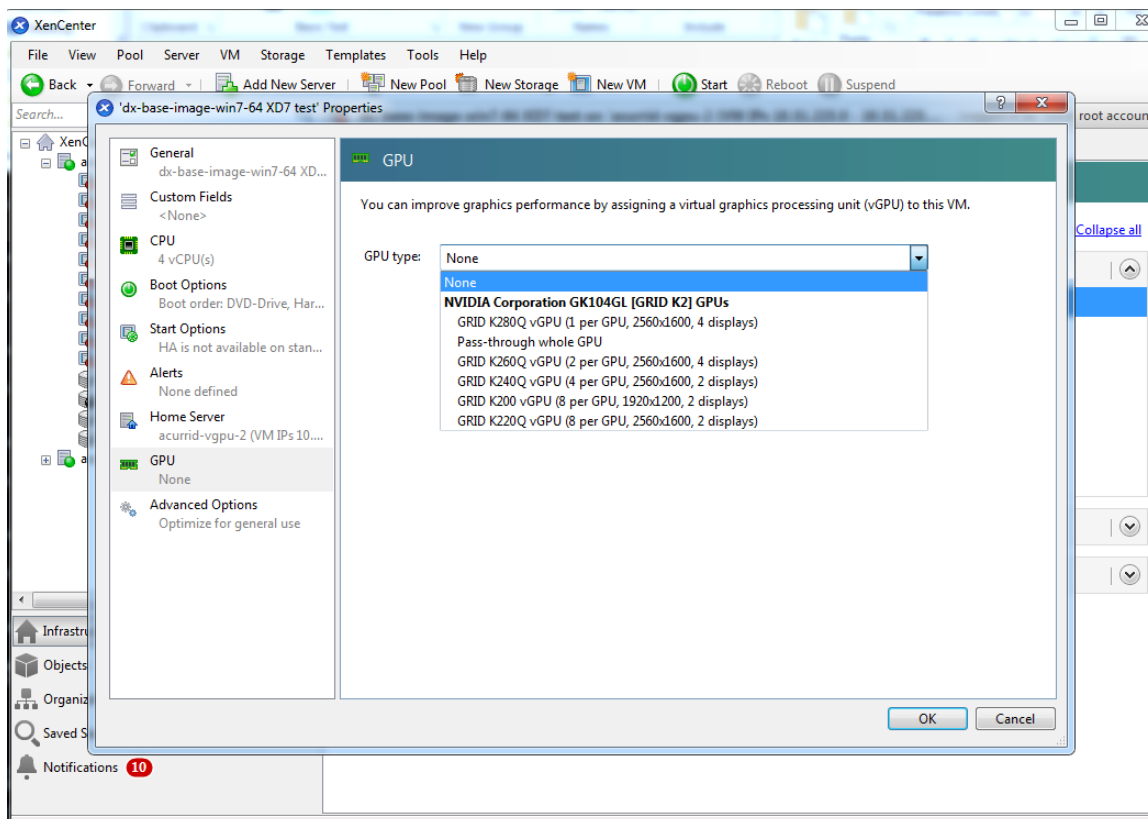 XenCenter
File View Pool Server VM Storage Templates Tools Help
Back Forward Add New Server New Pool New Storage New VM Start Reboot Suspend
Search...
'dx-base-image-win7-64 XD7 test' Properties
root accoun
XenC
a
a
Collapse all
General
dx-base-image-win7-64 XD...
Custom Fields
<None>
CPU
4 vCPU(s)
Boot Options
Boot order: DVD-Drive, Har...
Start Options
HA is not available on stan...
Alerts
None defined
Home Server
acurrid-vgpu-2 (VM IPs 10....
GPU
None
Advanced Options
Optimize for general use
GPU
You can improve graphics performance by assigning a virtual graphics processing unit (vGPU) to this VM.
GPU type: None
None
NVIDIA Corporation GK104GL [GRID K2] GPUs
GRID K280Q vGPU (1 per GPU, 2560x1600, 4 displays)
Pass-through whole GPU
GRID K260Q vGPU (2 per GPU, 2560x1600, 4 displays)
GRID K240Q vGPU (4 per GPU, 2560x1600, 2 displays)
GRID K200 vGPU (8 per GPU, 1920x1200, 2 displays)
GRID K220Q vGPU (8 per GPU, 2560x1600, 2 displays)
OK Cancel
Infrastru
Objects
Organiz
Saved S
Notifications 10